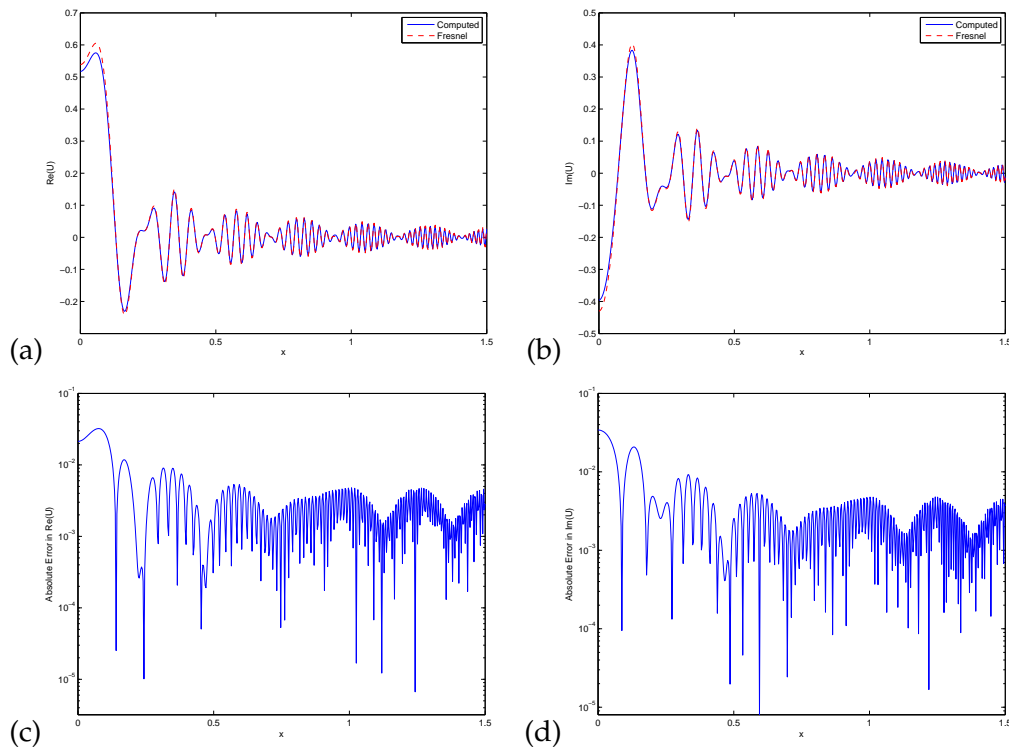 Computed
Fresnel
0.7
0.6
0.5
0.4
0.3
0.2
0.1
0
−0.1
−0.2
Re(U)
0
0.5
1
1.5
x
(a)
Computed
Fresnel
0.5
0.4
0.3
0.2
0.1
0
−0.1
−0.2
−0.3
−0.4
−0.5
Im(U)
0
0.5
1
1.5
x
(b)
10⁻¹
10⁻²
10⁻³
10⁻⁴
10⁻⁵
Absolute Error in Re(U)
0
0.5
1
1.5
x
(c)
10⁻¹
10⁻²
10⁻³
10⁻⁴
10⁻⁵
Absolute Error in Im(U)
0
0.5
1
1.5
x
(d)